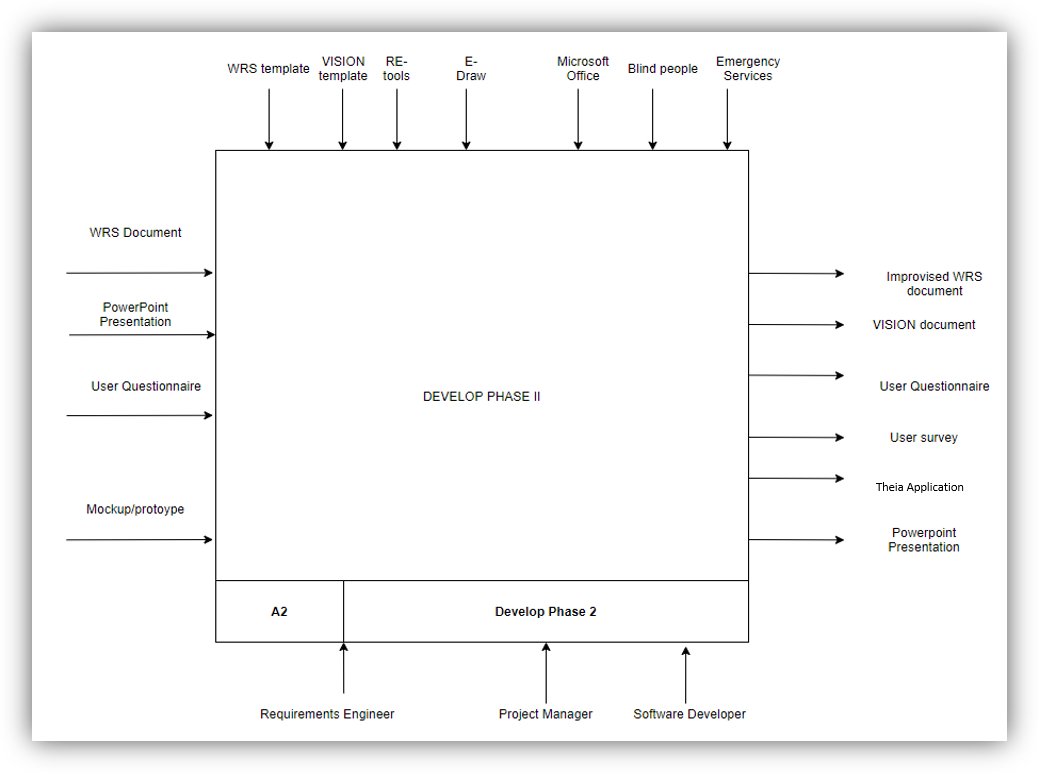 WRS template
VISION
template
RE-
tools
E-
Draw
Microsoft
Office
Blind people
Emergency
Services
WRS Document
PowerPoint
Presentation
User Questionnaire
Mockup/protoype
DEVELOP PHASE II
Improvised WRS
document
VISION document
User Questionnaire
User survey
Theia Application
Powerpoint
Presentation
A2
Develop Phase 2
Requirements Engineer
Project Manager
Software Developer